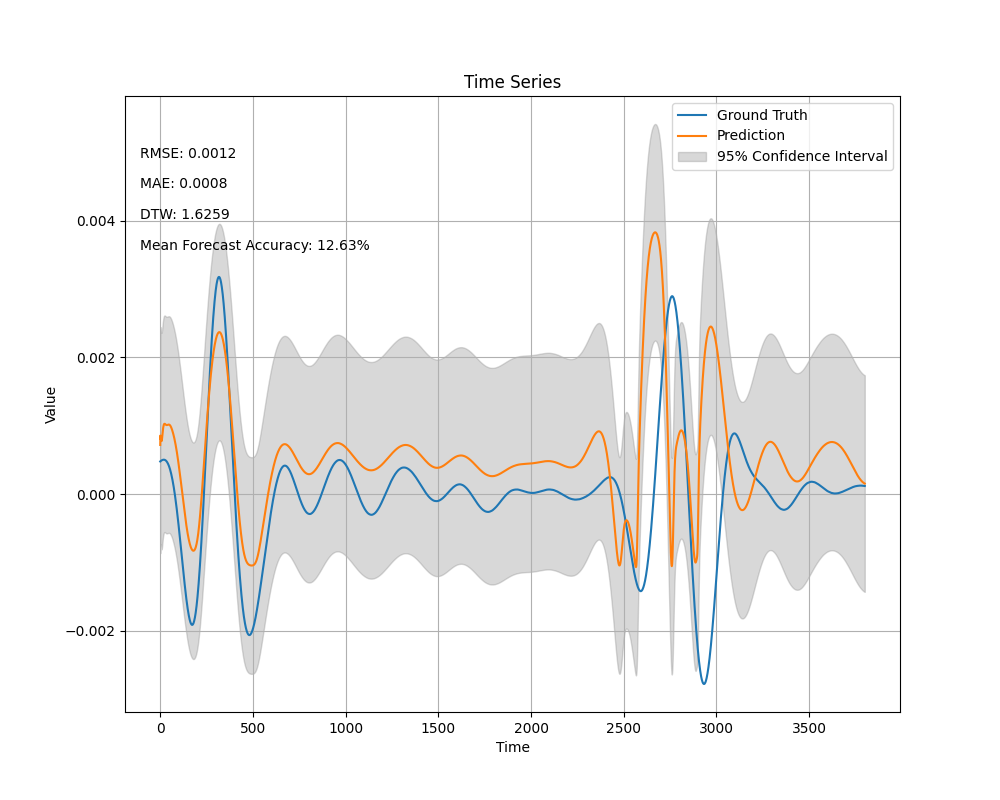 Time Series
Ground Truth
Prediction
95% Confidence Interval
RMSE: 0.0012
MAE: 0.0008
DTW: 1.6259
Mean Forecast Accuracy: 12.63%
Value
0.004
0.002
0.000
−0.002
0 500 1000 1500 2000 2500 3000 3500
Time